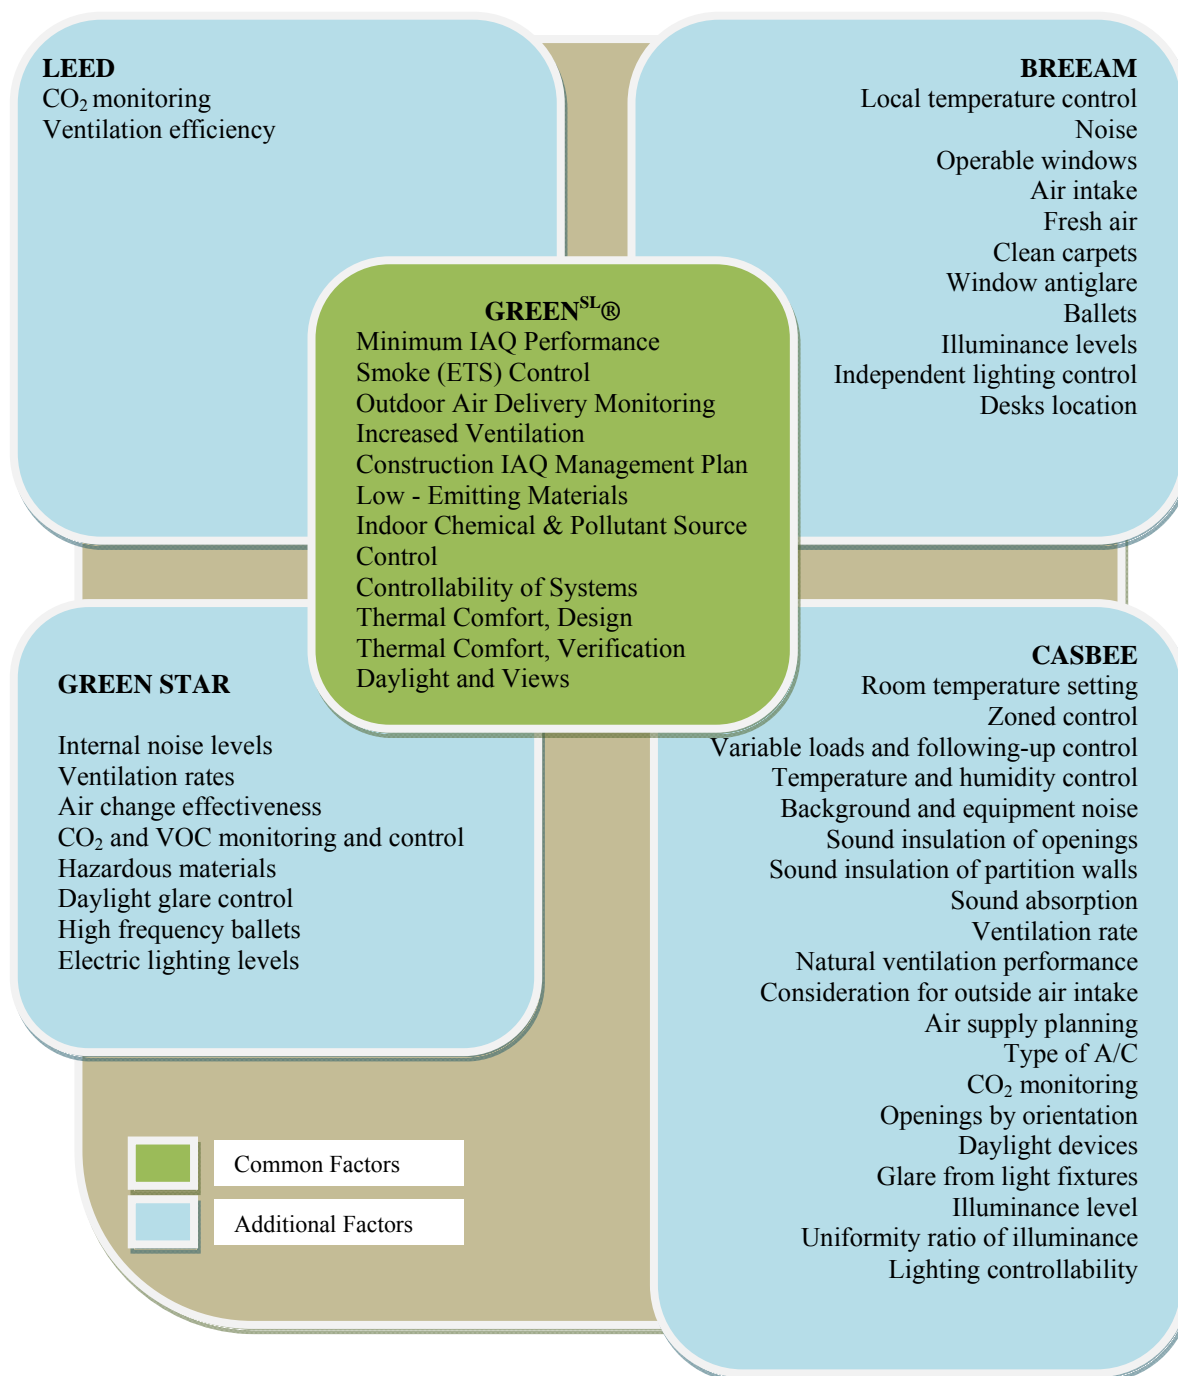 LEED
CO₂ monitoring
Ventilation efficiency
BREEAM
Local temperature control
Noise
Operable windows
Air intake
Fresh air
Clean carpets
Window antiglare
Ballets
Illuminance levels
Independent lighting control
Desks location
GREENSL®
Minimum IAQ Performance
Smoke (ETS) Control
Outdoor Air Delivery Monitoring
Increased Ventilation
Construction IAQ Management Plan
Low - Emitting Materials
Indoor Chemical & Pollutant Source
Control
Controllability of Systems
Thermal Comfort, Design
Thermal Comfort, Verification
Daylight and Views
GREEN STAR
Internal noise levels
Ventilation rates
Air change effectiveness
CO₂ and VOC monitoring and control
Hazardous materials
Daylight glare control
High frequency ballets
Electric lighting levels
CASBEE
Room temperature setting
Zoned control
Variable loads and following-up control
Temperature and humidity control
Background and equipment noise
Sound insulation of openings
Sound insulation of partition walls
Sound absorption
Ventilation rate
Natural ventilation performance
Consideration for outside air intake
Air supply planning
Type of A/C
CO₂ monitoring
Openings by orientation
Daylight devices
Glare from light fixtures
Illuminance level
Uniformity ratio of illuminance
Lighting controllability
Common Factors
Additional Factors